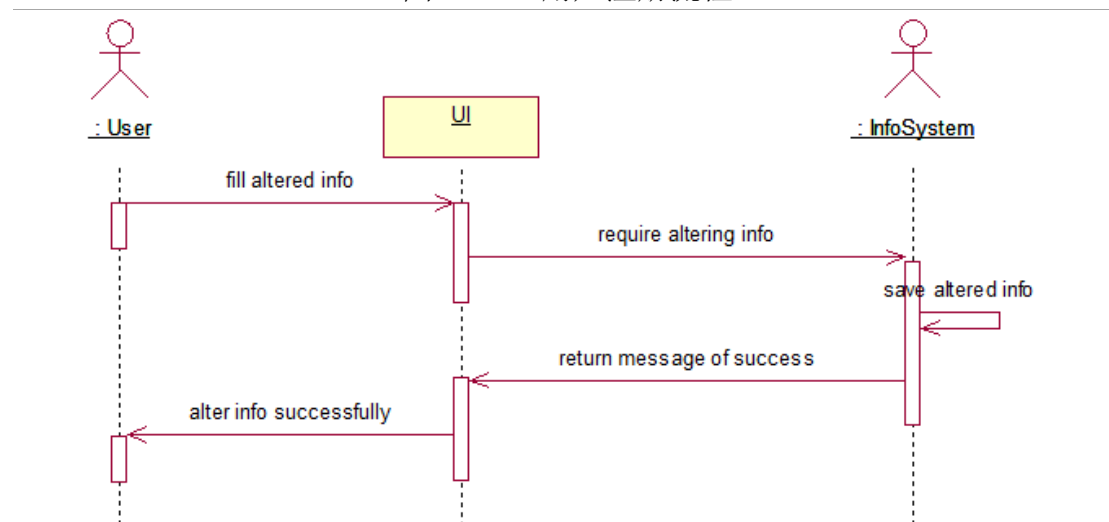 : User
UI
: InfoSystem
fill altered info
require altering info
save altered info
return message of success
alter info successfully